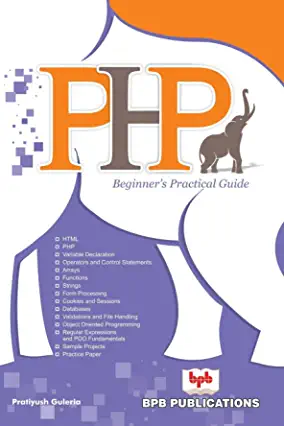 PHP
Beginner's Practical Guide
HTML
PHP
Variable Declaration
Operators and Control Statements
Arrays
Functions
Strings
Form Processing
Cookies and Sessions
Databases
Validations and File Handling
Object Oriented Programming
Regular Expressions
and PDO Fundamentals
Sample Projects
Practice Paper
bpb
Pratiyush Guleria
BPB PUBLICATIONS